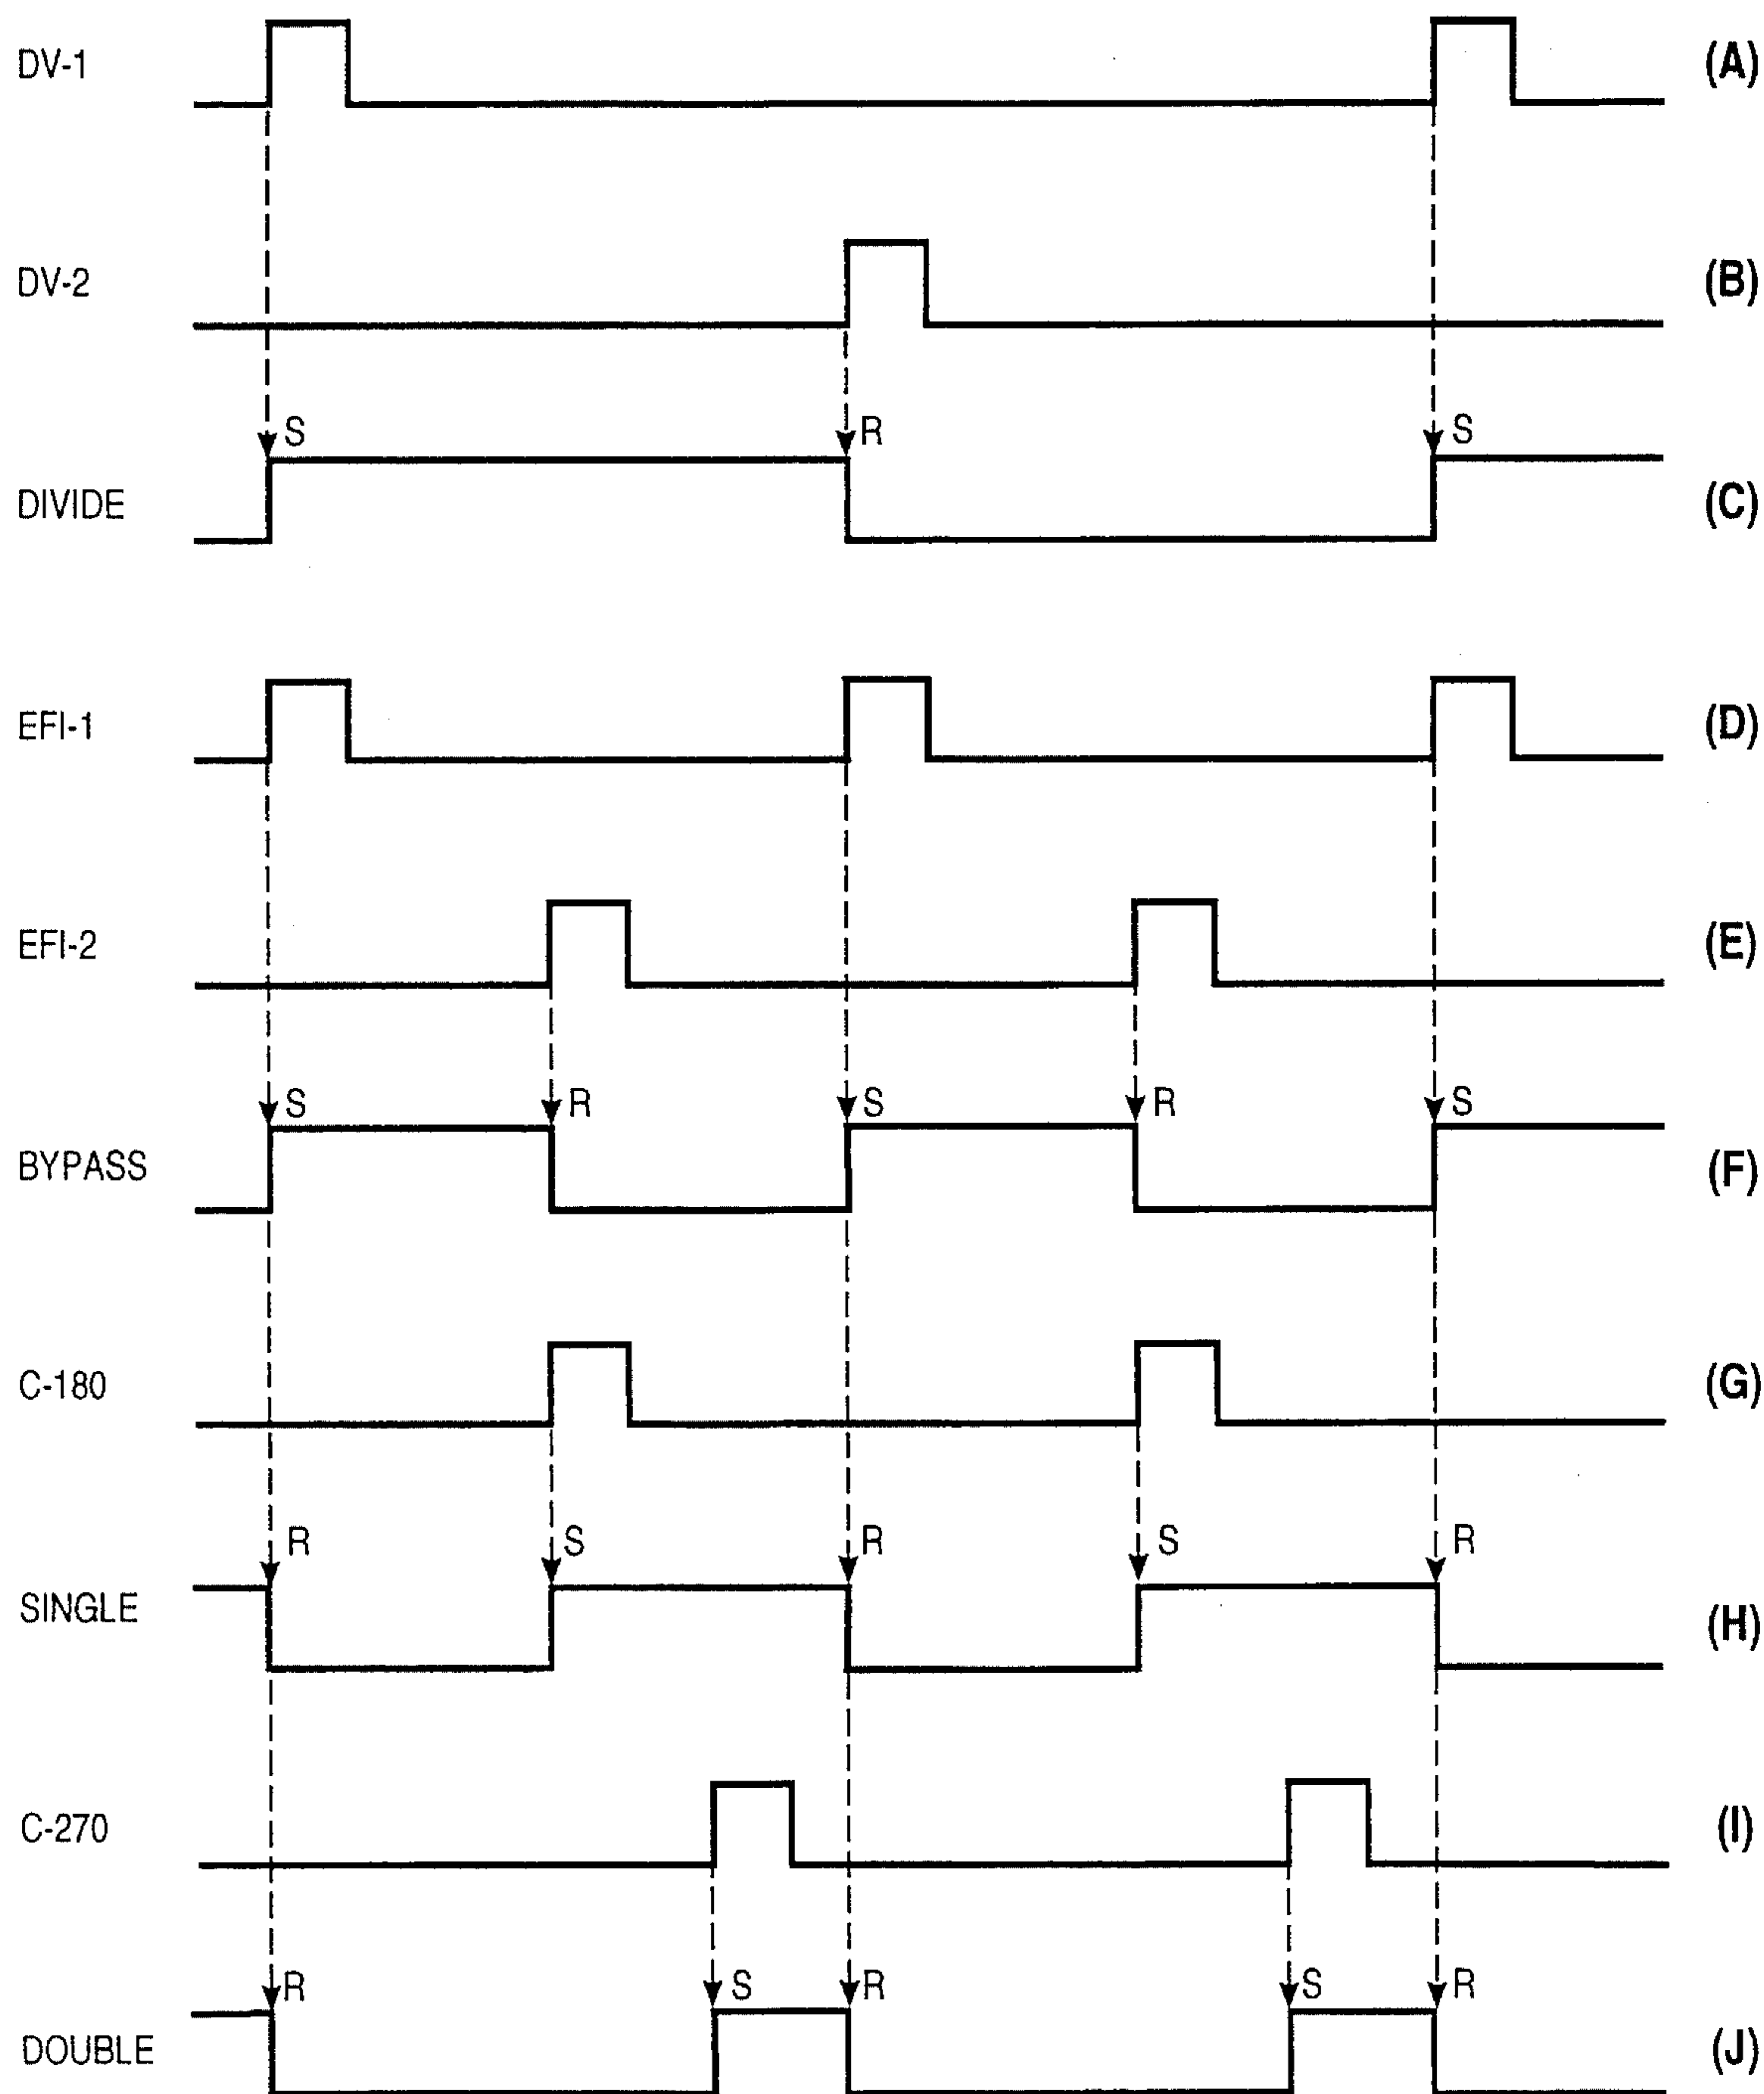 DV-1 (A)
DV-2 (B)
S R S
DIVIDE (C)
EFI-1 (D)
EFI-2 (E)
S R S R S
BYPASS (F)
C-180 (G)
R S R S R
SINGLE (H)
C-270 (I)
R S R S R
DOUBLE (J)